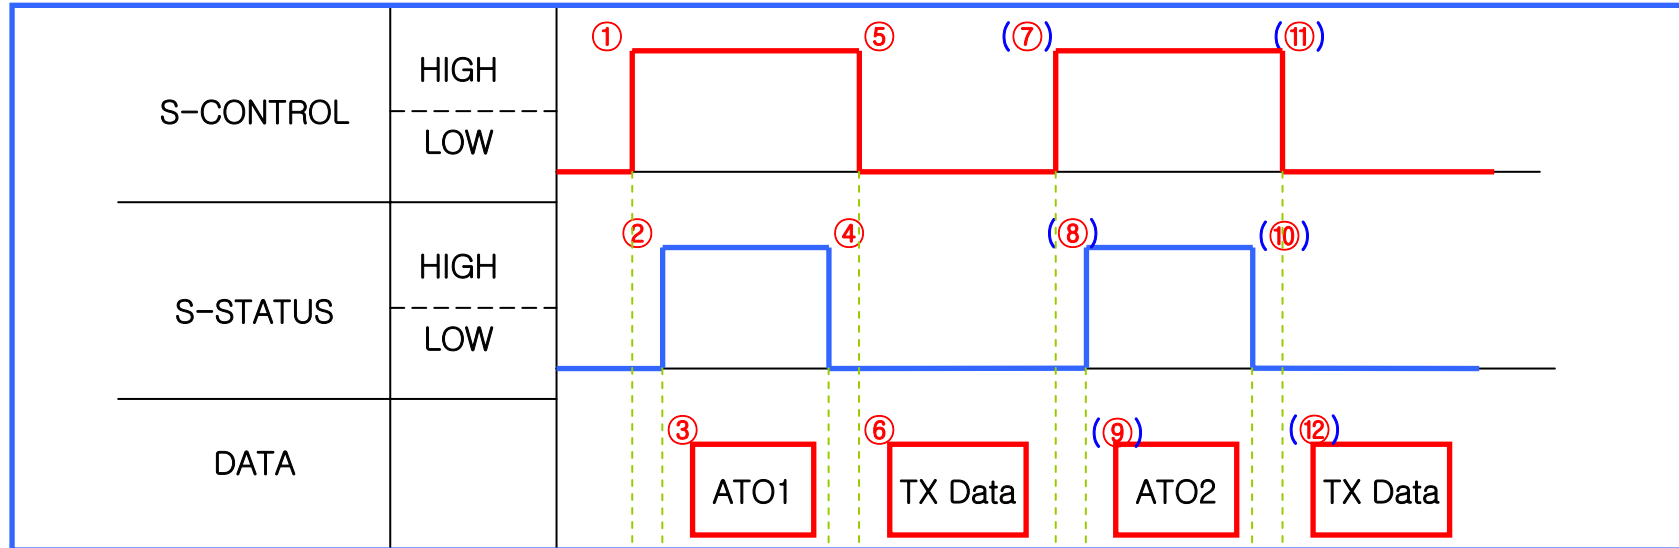 ① ⑤ (⑦) (⑪)
HIGH
S-CONTROL
LOW
② ④ (⑧) (⑩)
HIGH
S-STATUS
LOW
③ ⑥ (⑨) (⑫)
DATA
ATO1 TX Data ATO2 TX Data